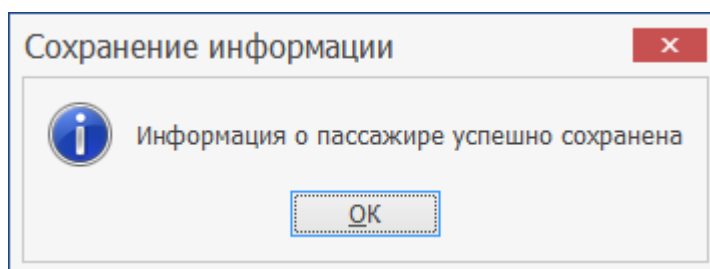 Сохранение информации
Информация о пассажире успешно сохранена
OK